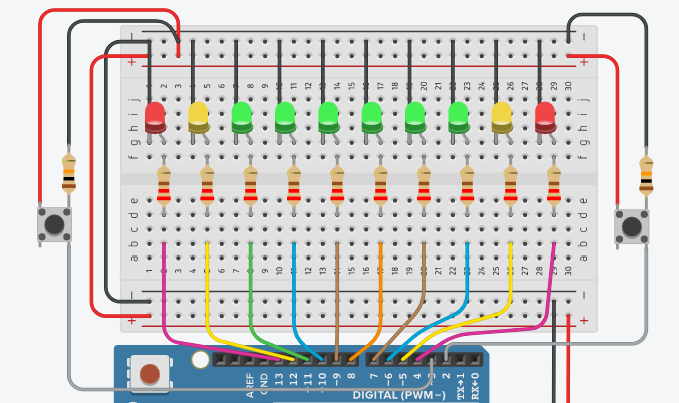 − −
+ +
1 2 3 4 5 6 7 8 9 10 11 12 13 14 15 16 17 18 19 20 21 22 23 24 25 26 27 28 29 30
j j
i i
h h
g g
f f
e e
d d
c c
b b
a a
1 2 3 4 5 6 7 8 9 10 11 12 13 14 15 16 17 18 19 20 21 22 23 24 25 26 27 28 29 30
− −
+ +
AREF GND 13 12 ~11 ~10 ~9 8 7 ~6 ~5 4 ~3 2 TX→1 RX←0
DIGITAL (PWM~)